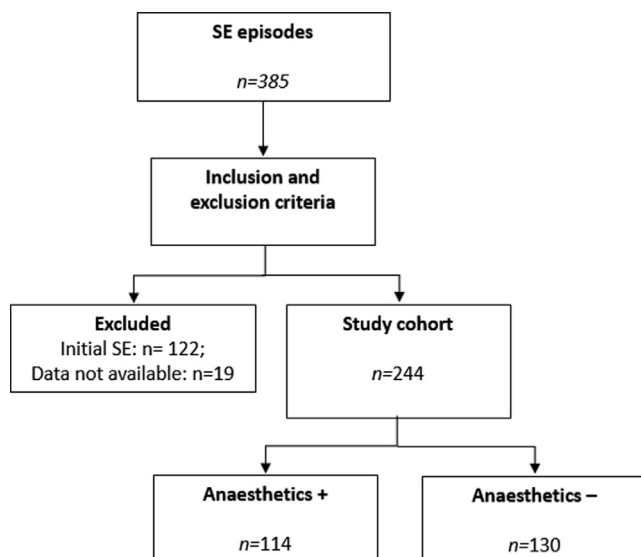 SE episodes
n=385
Inclusion and
exclusion criteria
Excluded
Initial SE: n= 122;
Data not available: n=19
Study cohort
n=244
Anaesthetics +
n=114
Anaesthetics –
n=130